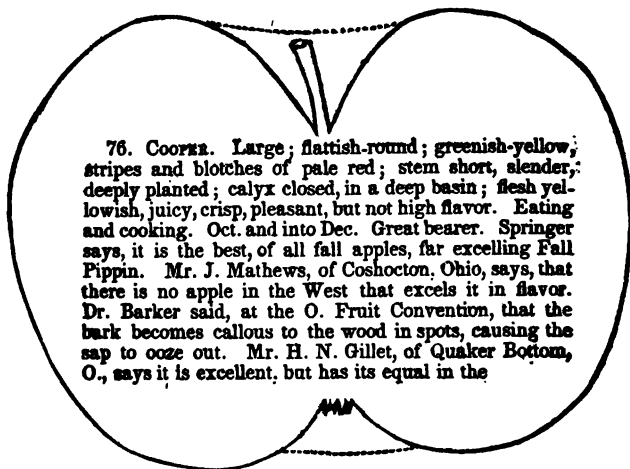 76. COOPER. Large; flattish-round; greenish-yellow,
stripes and blotches of pale red; stem short, slender,
deeply planted; calyx closed, in a deep basin; flesh yel-
lowish, juicy, crisp, pleasant, but not high flavor. Eating
and cooking. Oct. and into Dec. Great bearer. Springer
says, it is the best, of all fall apples, far excelling Fall
Pippin. Mr. J. Mathews, of Coshocton, Ohio, says, that
there is no apple in the West that excels it in flavor.
Dr. Barker said, at the O. Fruit Convention, that the
bark becomes callous to the wood in spots, causing the
sap to ooze out. Mr. H. N. Gillet, of Quaker Bottom,
O., says it is excellent, but has its equal in the